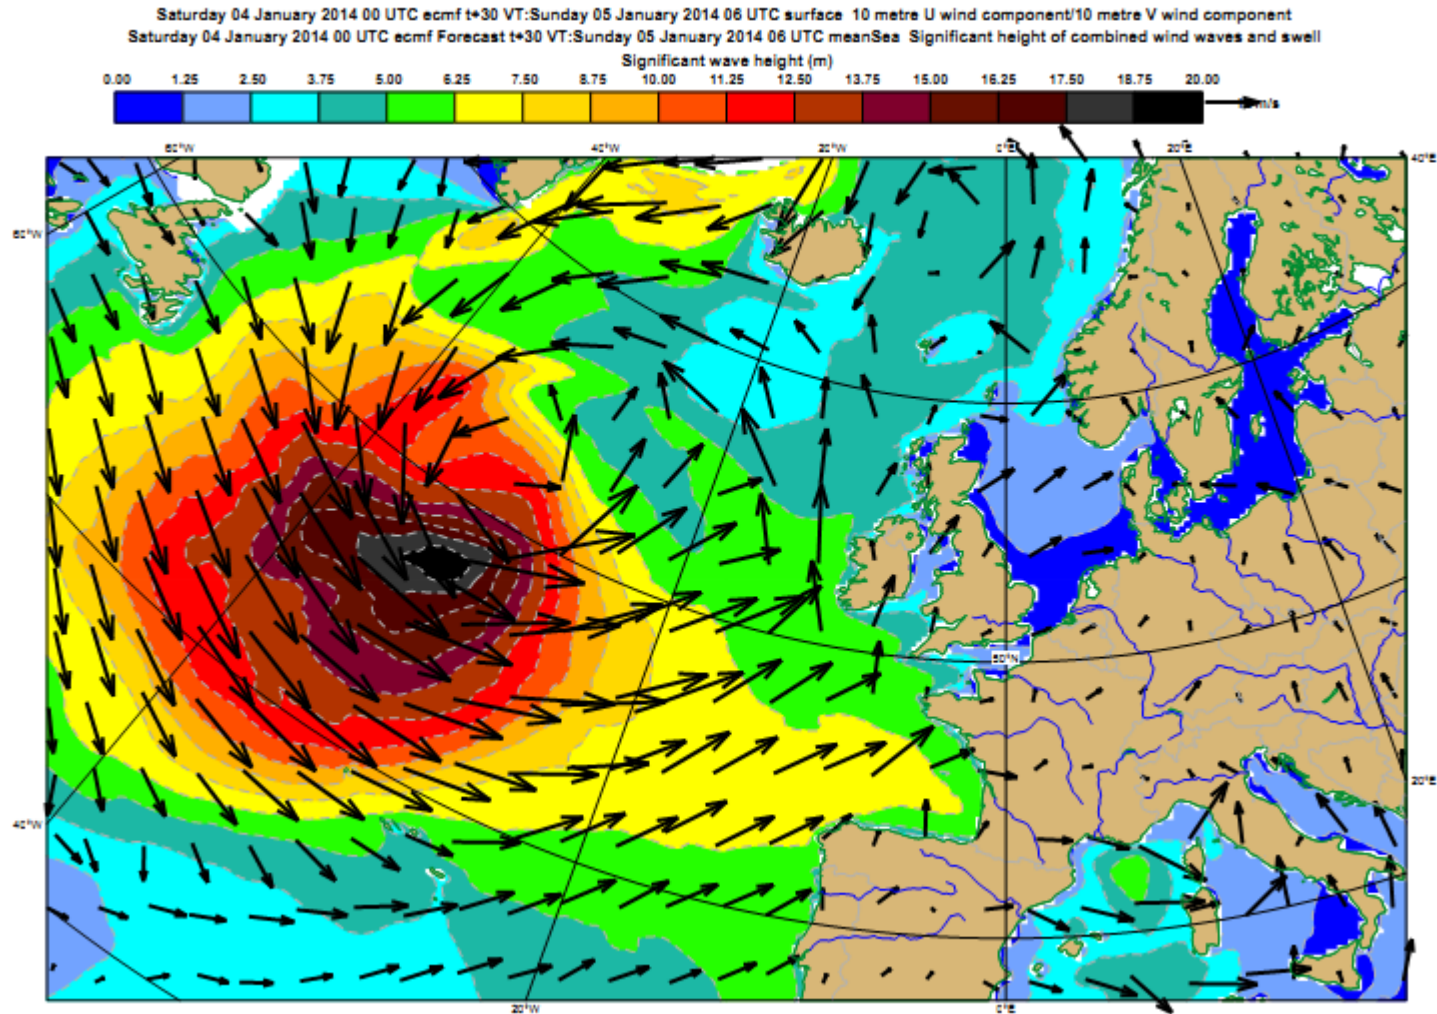 Saturday 04 January 2014 00 UTC ecmf t+30 VT:Sunday 05 January 2014 06 UTC surface 10 metre U wind component/10 metre V wind component
Saturday 04 January 2014 00 UTC ecmf Forecast t+30 VT:Sunday 05 January 2014 06 UTC meanSea Significant height of combined wind waves and swell
Significant wave height (m)
0.00 1.25 2.50 3.75 5.00 6.25 7.50 8.75 10.00 11.25 12.50 13.75 15.00 16.25 17.50 18.75 20.00
m/s
60°W 40°W 20°W 0°E 20°E 40°E
60°N
50°N
20°E
40°N
20°W 0°E